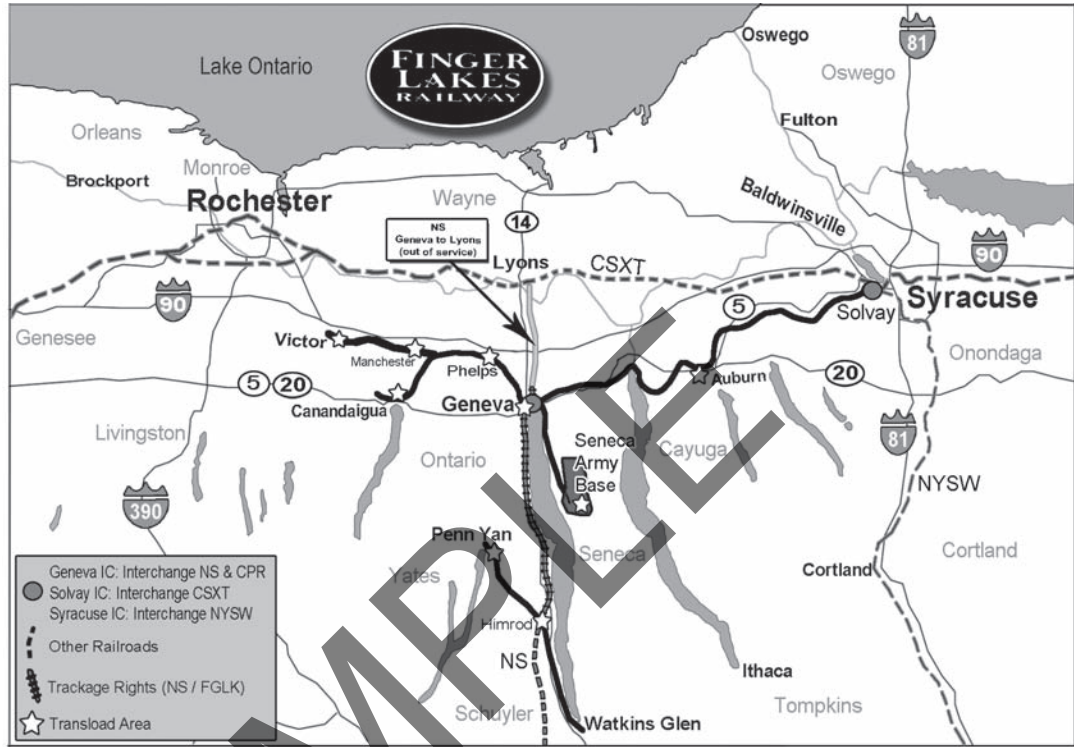 Oswego
81
Oswego
FINGER
LAKES
RAILWAY
Lake Ontario
Fulton
Orleans
Monroe
Brockport
Wayne
Baldwinsville
Rochester
14
NS
Geneva to Lyons
(out of service)
Lyons
CSXT
90
90
Syracuse
Solvay
5
Genesee
Victor
Manchester
Phelps
Onondaga
Auburn
20
5
20
Canandaigua
Geneva
Livingston
Ontario
Seneca
Army
Base
Cayuga
81
390
NYSW
Penn Yan
Seneca
Cortland
Yates
Cortland
Himrod
NS
Ithaca
Schuyler
Watkins Glen
Tompkins
Geneva IC: Interchange NS & CPR
Solvay IC: Interchange CSXT
Syracuse IC: Interchange NYSW
Other Railroads
Trackage Rights (NS / FGLK)
Transload Area
MPLE